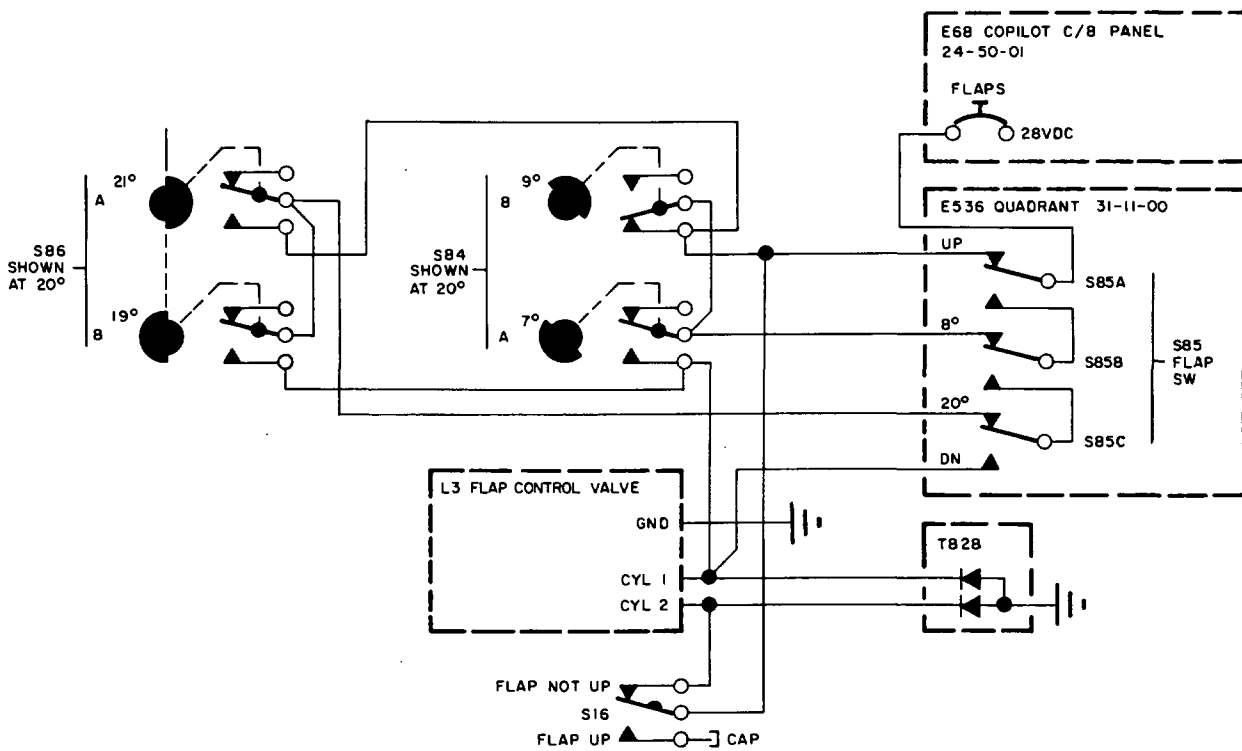 E68 COPILOT C/8 PANEL
24-50-01
FLAPS
28VDC
E536 QUADRANT 31-11-00
UP
S85A
8°
S85B
20°
S85C
DN
S85
FLAP
SW
21°
A
S86
SHOWN
AT 20°
19°
B
9°
B
S84
SHOWN
AT 20°
7°
A
L3 FLAP CONTROL VALVE
GND
CYL 1
CYL 2
T828
FLAP NOT UP
S16
FLAP UP
CAP